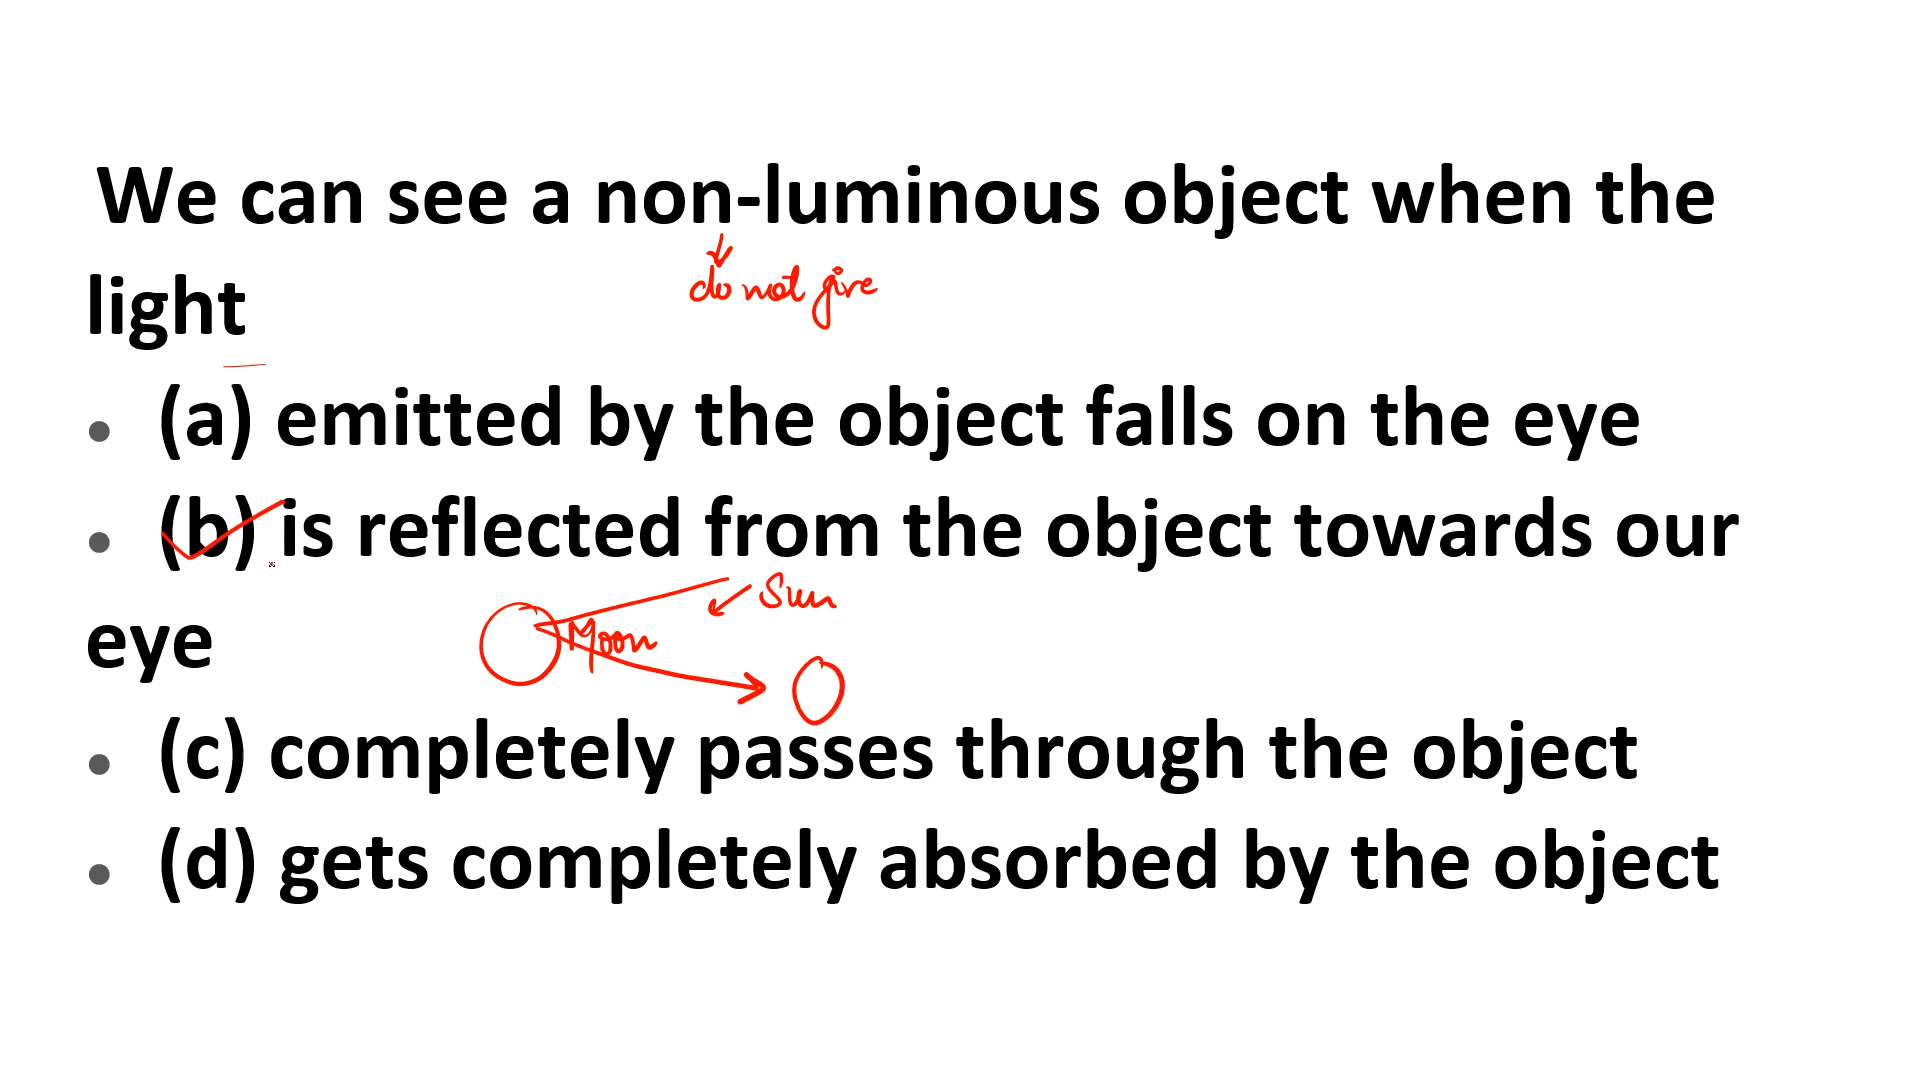 We can see a non-luminous object when the
do not give
light
• (a) emitted by the object falls on the eye
• (b) is reflected from the object towards our
Sun
Moon
eye
• (c) completely passes through the object
• (d) gets completely absorbed by the object